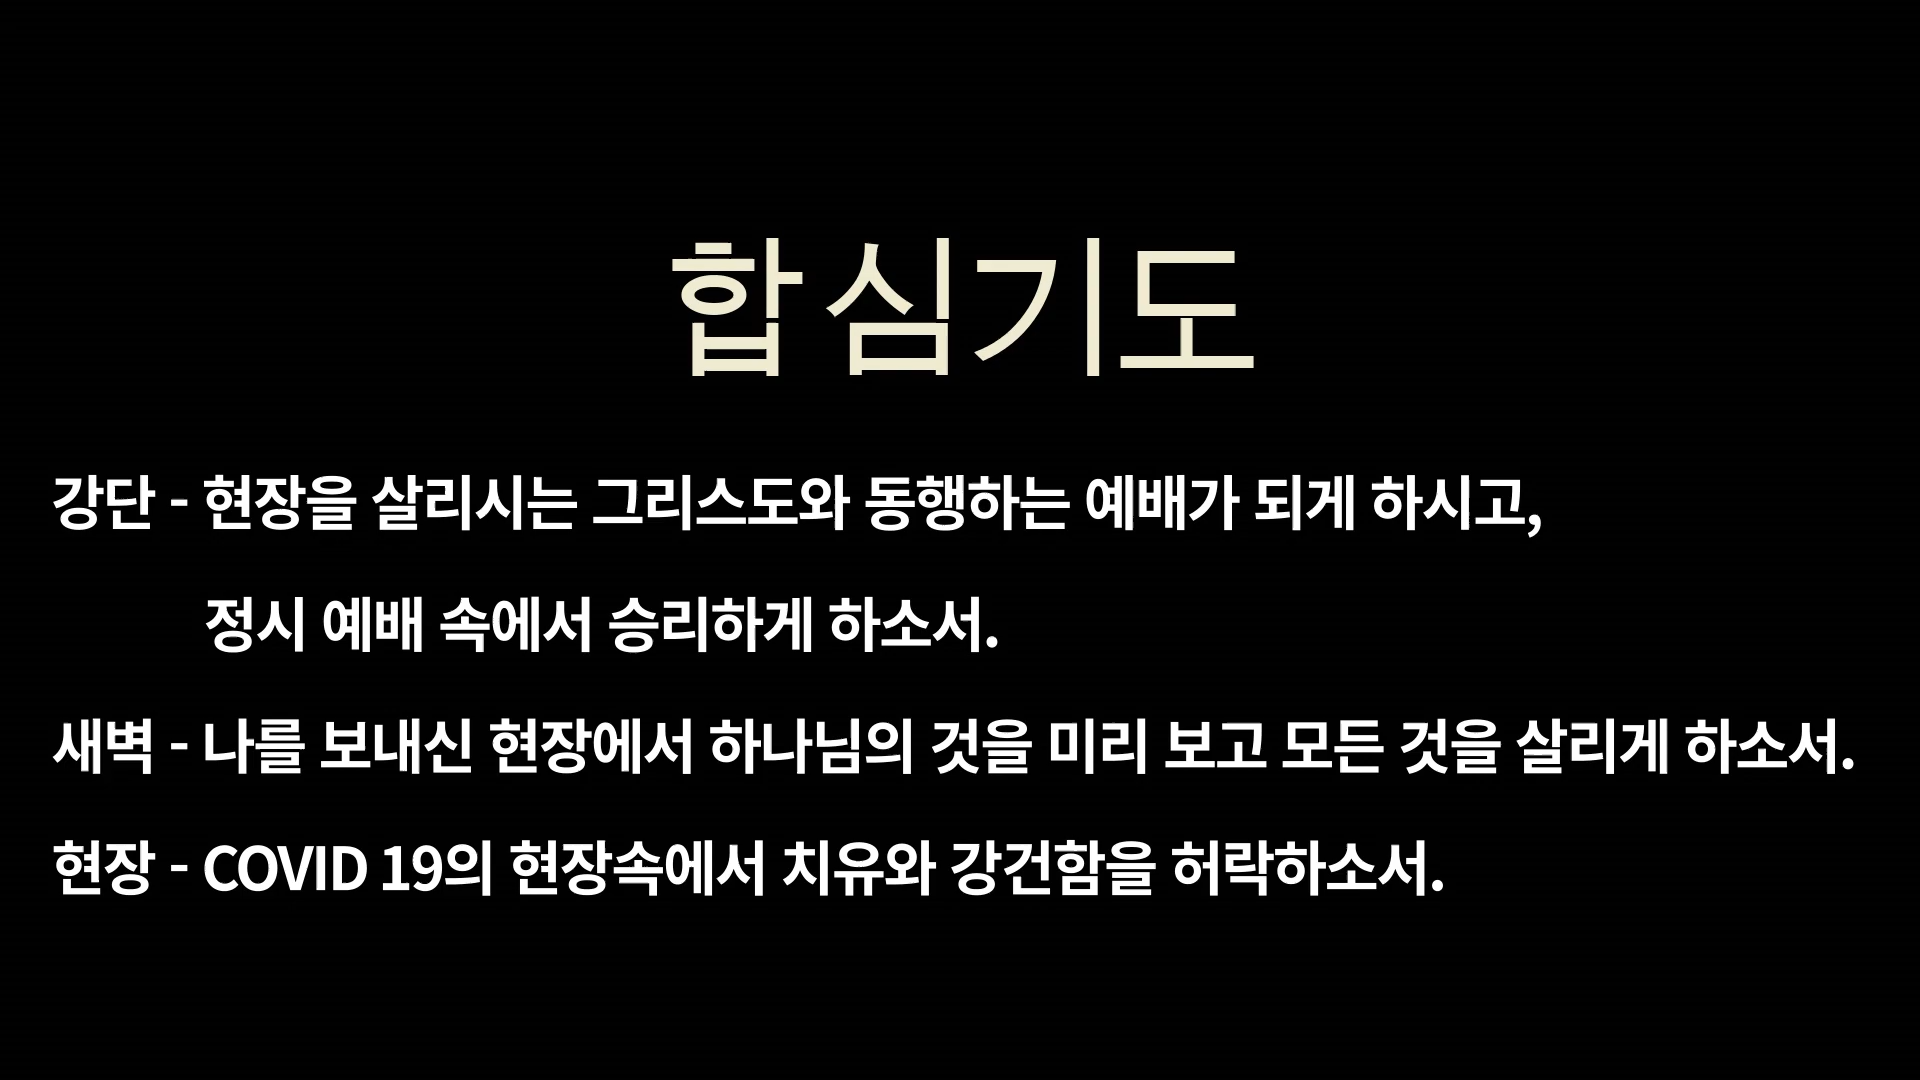 합심기도
강단 - 현장을 살리시는 그리스도와 동행하는 예배가 되게 하시고,
정시 예배 속에서 승리하게 하소서.
새벽 - 나를 보내신 현장에서 하나님의 것을 미리 보고 모든 것을 살리게 하소서.
현장 - COVID 19의 현장속에서 치유와 강건함을 허락하소서.